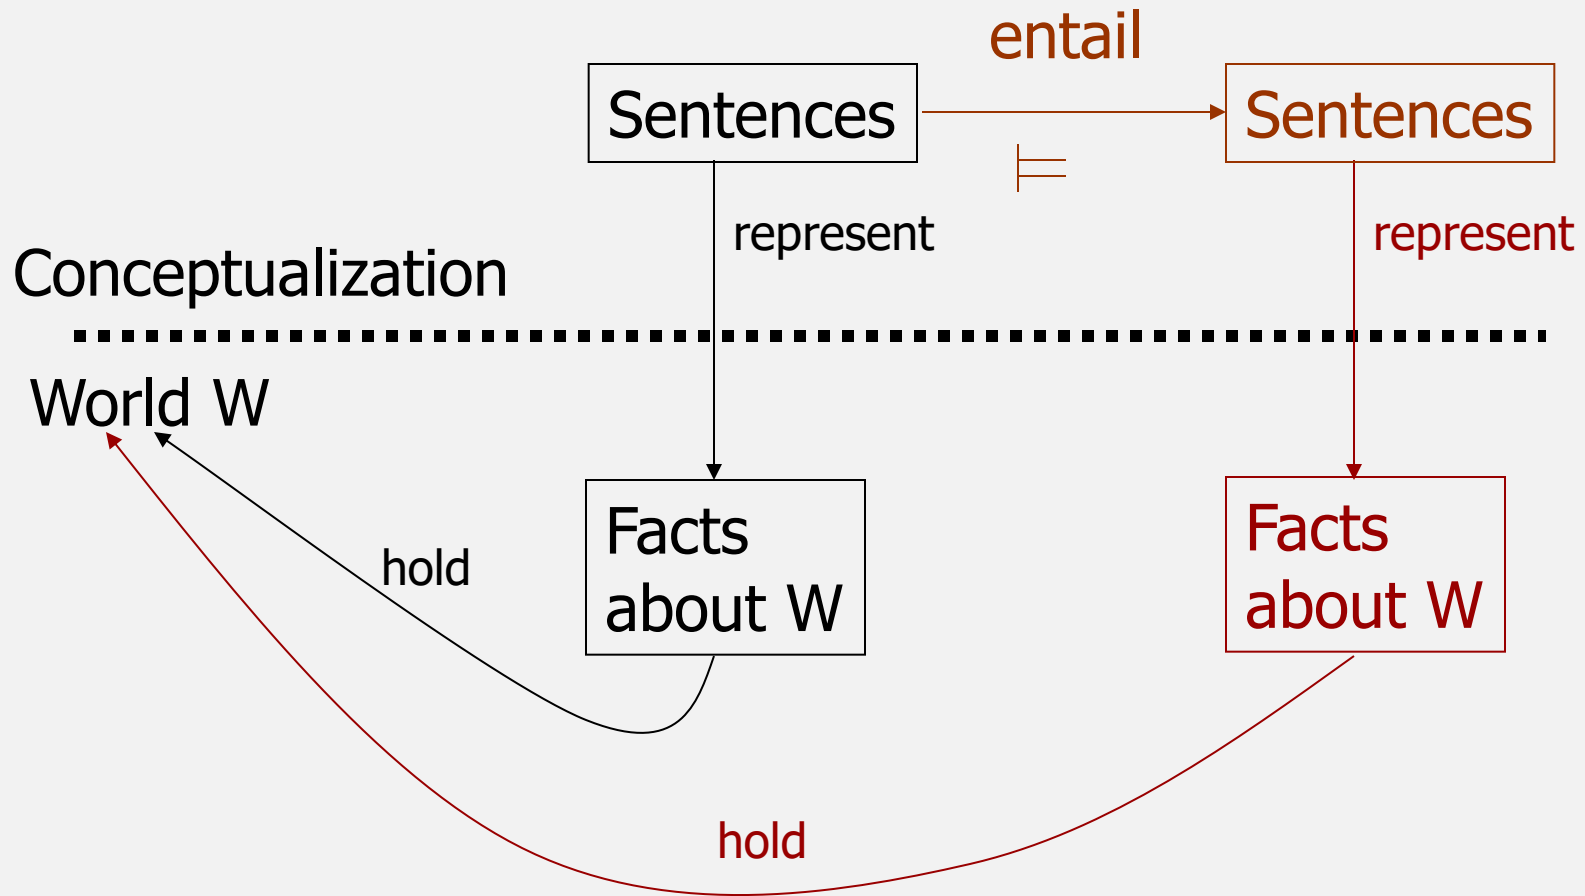 entail
Sentences
Sentences
⊨
represent
represent
Conceptualization
World W
Facts
about W
Facts
about W
hold
hold